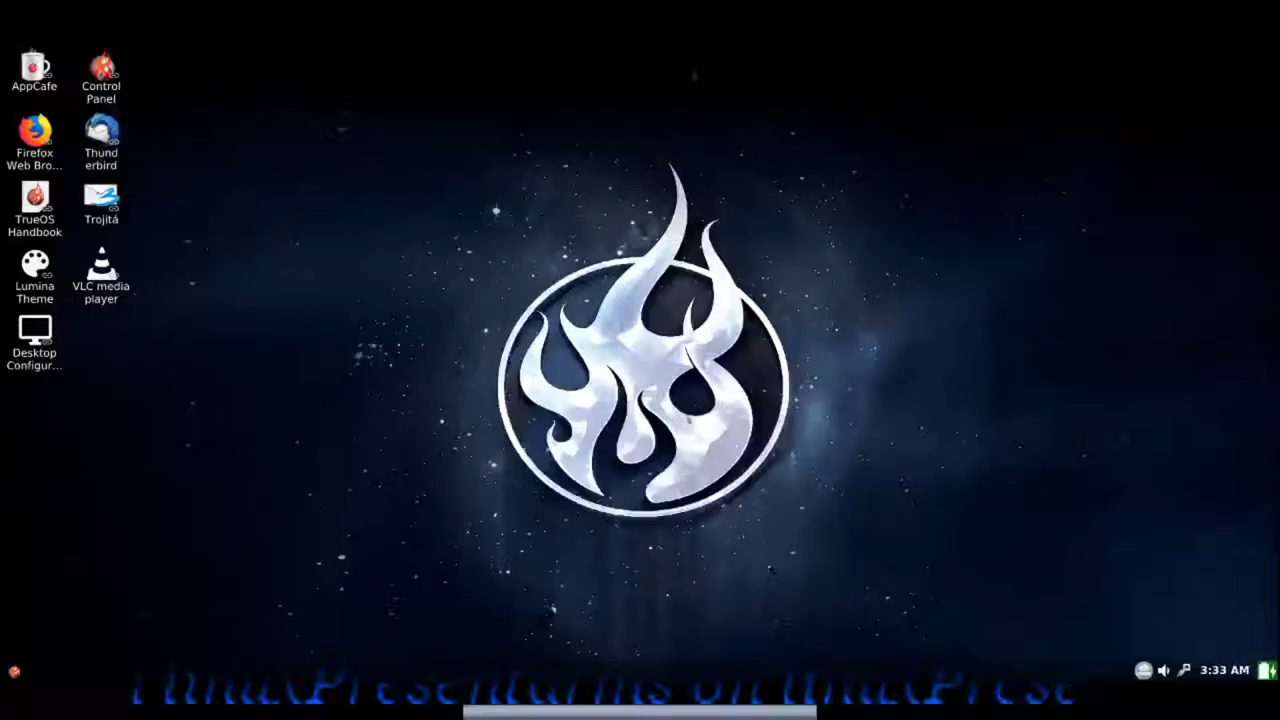 AppCafe
Control
Panel
Firefox
Web Bro...
Thund
erbird
TrueOS
Handbook
Trojitá
Lumina
Theme
VLC media
player
Desktop
Configur...
3:33 AM